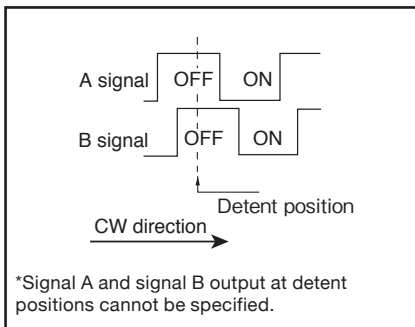 A signal OFF ON
B signal OFF ON
Detent position
CW direction
*Signal A and signal B output at detent
positions cannot be specified.